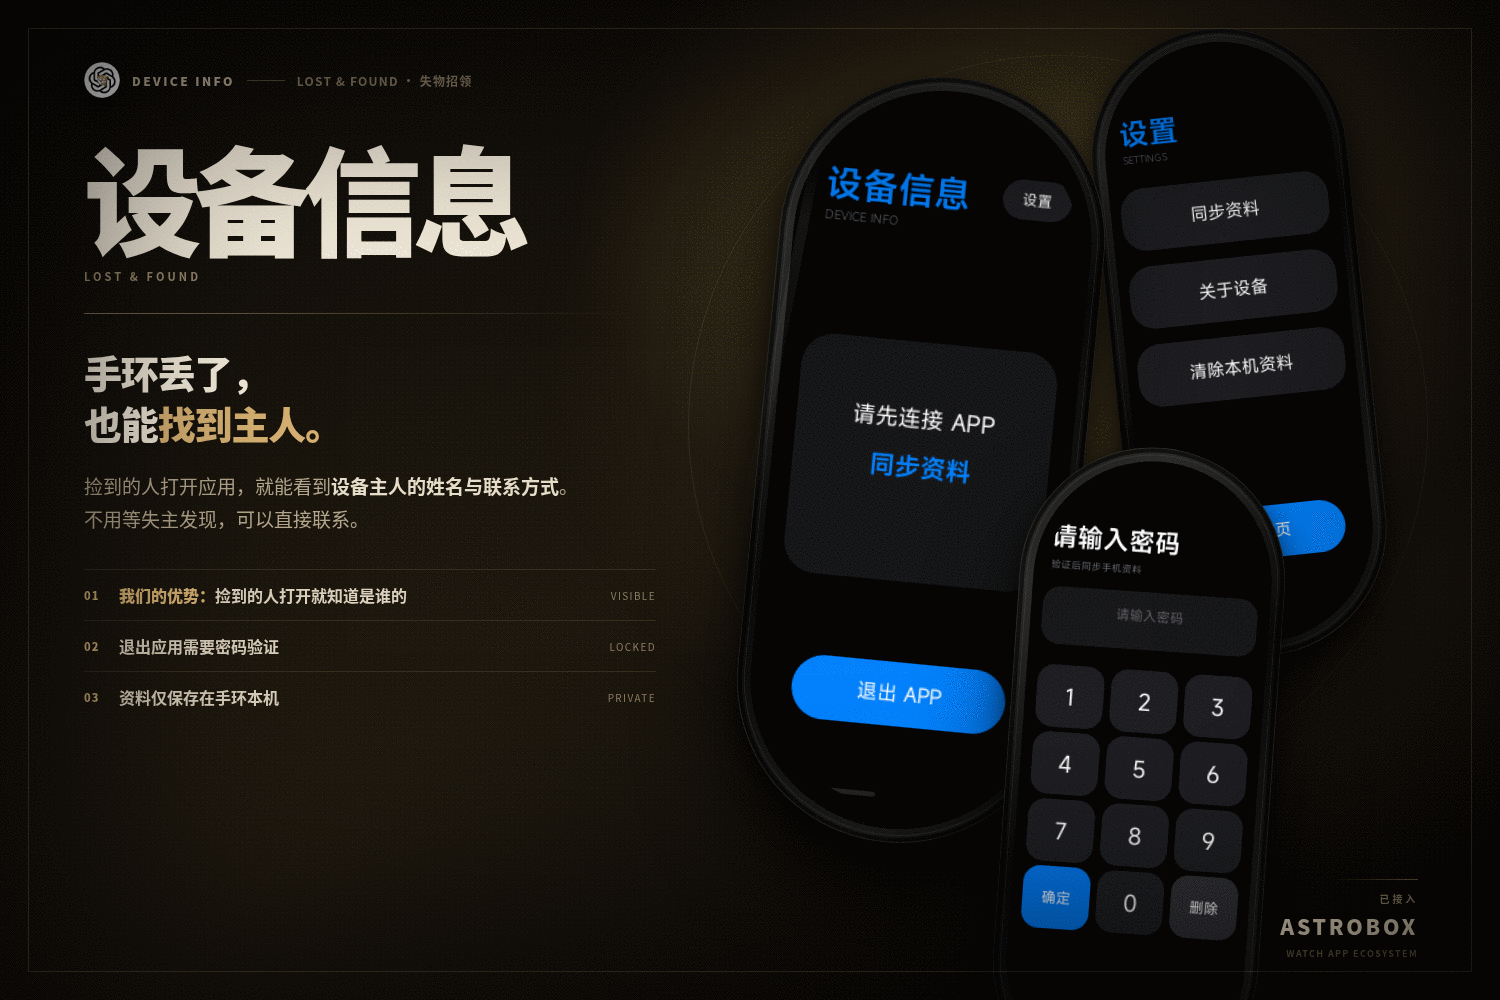 DEVICE INFO LOST & FOUND · 失物招领
设备信息
LOST & FOUND
手环丢了，
也能找到主人。
捡到的人打开应用，就能看到设备主人的姓名与联系方式。
不用等失主发现，可以直接联系。
01 我们的优势：捡到的人打开就知道是谁的 VISIBLE
02 退出应用需要密码验证 LOCKED
03 资料仅保存在手环本机 PRIVATE
设备信息 设置
DEVICE INFO
请先连接 APP
同步资料
退出 APP
设置
SETTINGS
同步资料
关于设备
清除本机资料
页
请输入密码
验证后同步手机资料
请输入密码
1 2 3
4 5 6
7 8 9
确定 0 删除
已接入
ASTROBOX
WATCH APP ECOSYSTEM